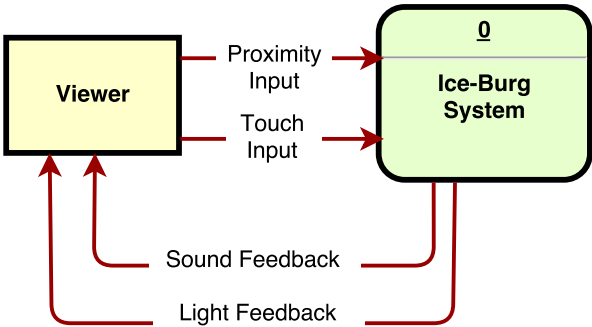 0
Proximity
Input
Viewer
Ice-Burg
System
Touch
Input
Sound Feedback
Light Feedback